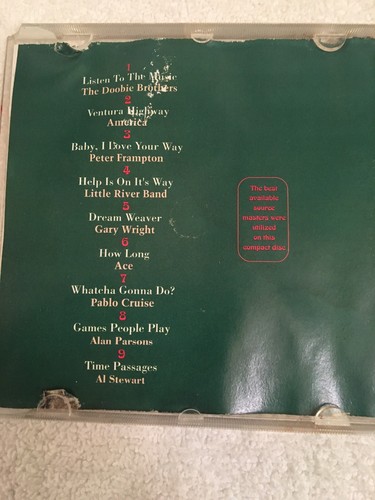 1
Listen To The Music
The Doobie Brothers
2
Ventura Highway
America
3
Baby, I Love Your Way
Peter Frampton
4
Help Is On It's Way
Little River Band
5
Dream Weaver
Gary Wright
6
How Long
Ace
7
Whatcha Gonna Do?
Pablo Cruise
8
Games People Play
Alan Parsons
9
Time Passages
Al Stewart
The best
available
source
masters were
utilized
on this
compact disc